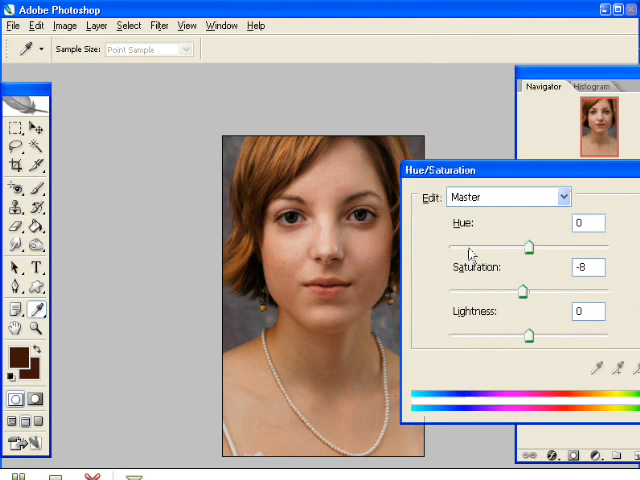 Adobe Photoshop
File Edit Image Layer Select Filter View Window Help
Sample Size: Point Sample
Navigator Histogram
Hue/Saturation
Edit: Master
Hue: 0
Saturation: -8
Lightness: 0
T